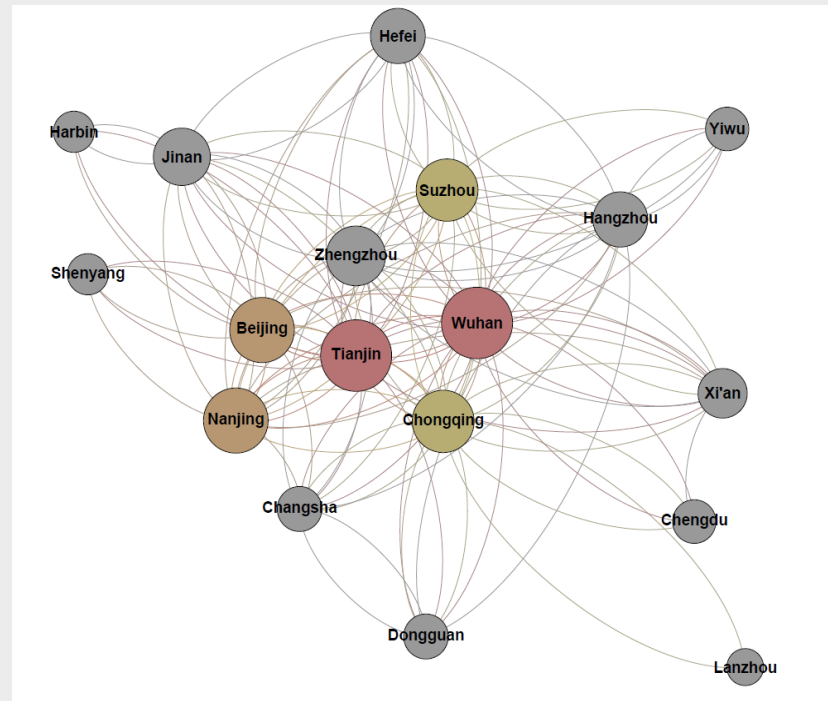 Hefei
Yiwu
Harbin
Jinan
Suzhou
Hangzhou
Zhengzhou
Shenyang
Wuhan
Beijing
Tianjin
Xi'an
Nanjing
Chongqing
Changsha
Chengdu
Dongguan
Lanzhou